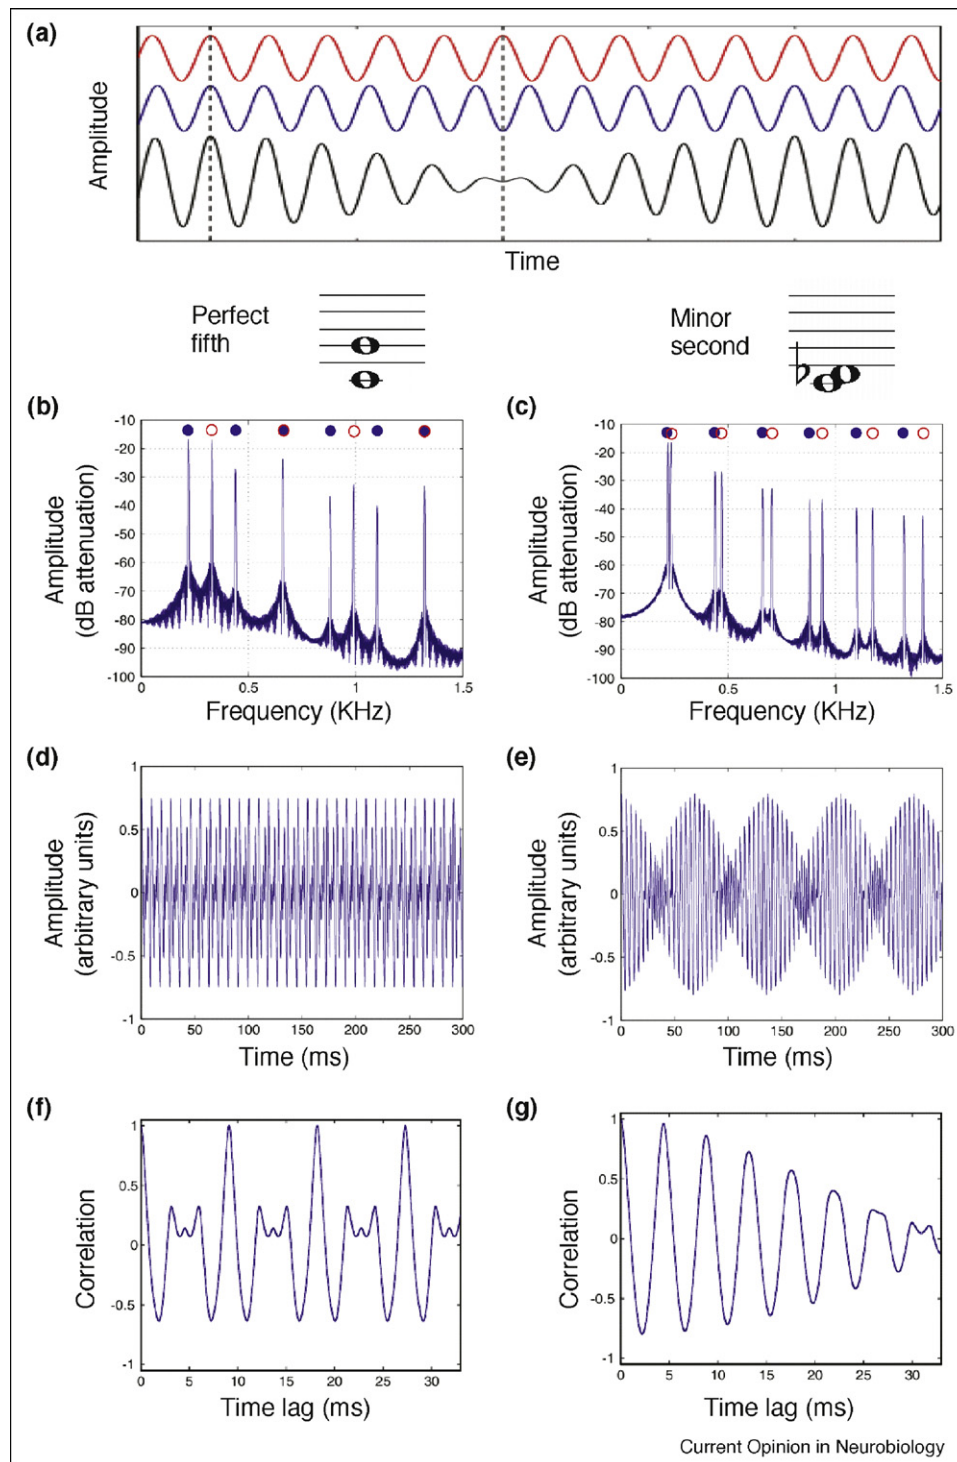 (a)
Amplitude
Time
Perfect
fifth
Minor
second
(b)
-10
-20
-30
-40
-50
-60
-70
-80
-90
-100
0
0.5
1
1.5
Amplitude
(dB attenuation)
Frequency (KHz)
(c)
-10
-20
-30
-40
-50
-60
-70
-80
-90
-100
0
0.5
1
1.5
Amplitude
(dB attenuation)
Frequency (KHz)
(d)
1
0.5
0
-0.5
-1
0
50
100
150
200
250
300
Amplitude
(arbitrary units)
Time (ms)
(e)
1
0.5
0
-0.5
-1
0
50
100
150
200
250
300
Amplitude
(arbitrary units)
Time (ms)
(f)
1
0.5
0
-0.5
-1
0
5
10
15
20
25
30
Correlation
Time lag (ms)
(g)
1
0.5
0
-0.5
-1
0
5
10
15
20
25
30
Correlation
Time lag (ms)
Current Opinion in Neurobiology